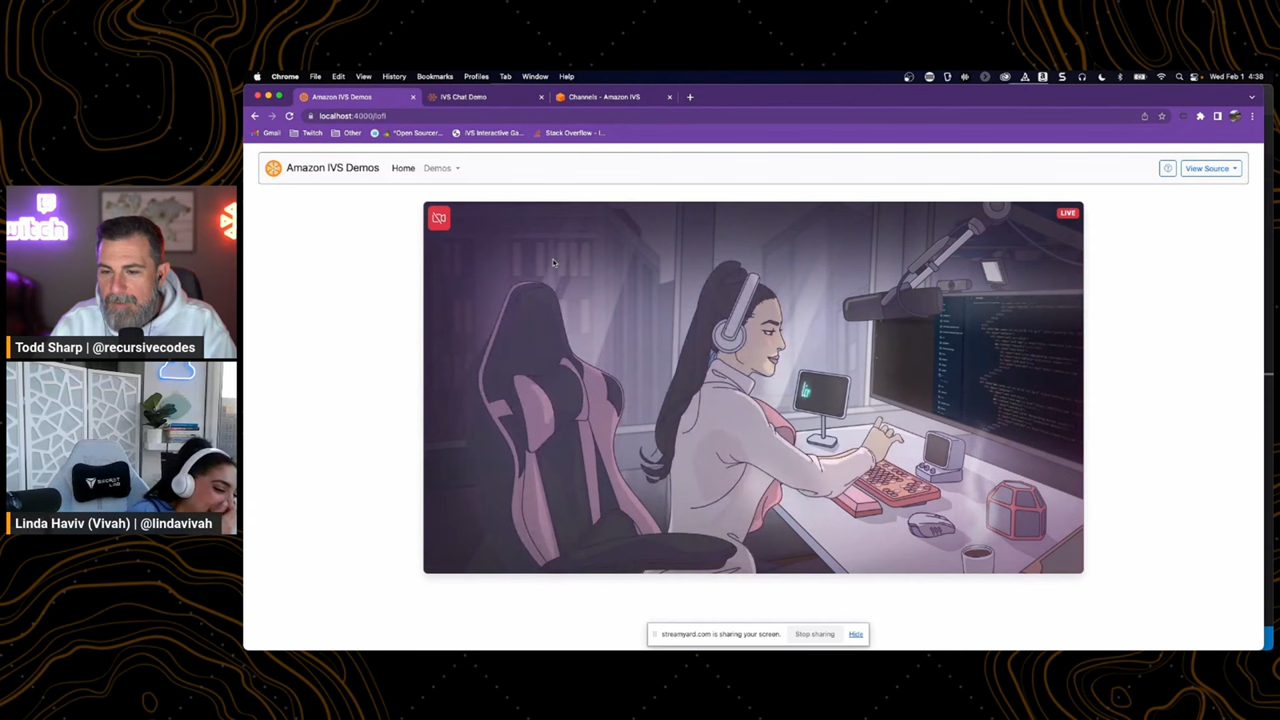 Chrome File Edit View History Bookmarks Profiles Tab Window Help
Wed Feb 1 4:38
Amazon IVS Demos
IVS Chat Demo
Channels - Amazon IVS
localhost:4000/lofi
Gmail Twitch Other "Open Sourcer... IVS Interactive Ga... Stack Overflow - I...
Amazon IVS Demos Home Demos View Source
LIVE
twitch
Todd Sharp | @recursivecodes
SECRETLAB
Linda Haviv (Vivah) | @lindavivah
streamyard.com is sharing your screen. Stop sharing Hide